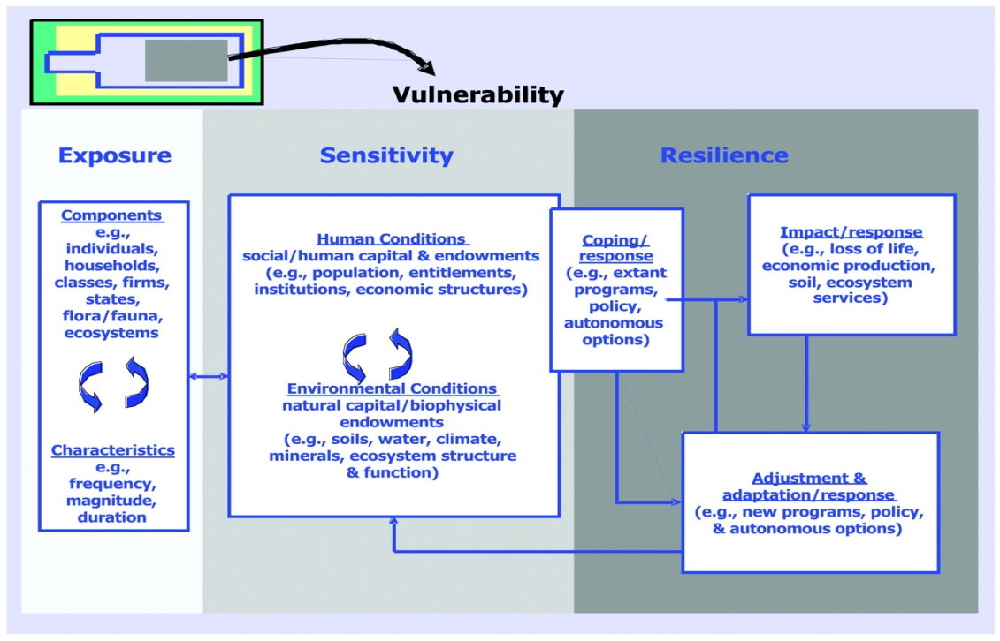 Vulnerability
Exposure
Sensitivity
Resilience
Components
e.g.,
individuals,
households,
classes, firms,
states,
flora/fauna,
ecosystems
Characteristics
e.g.,
frequency,
magnitude,
duration
Human Conditions
social/human capital & endowments
(e.g., population, entitlements,
institutions, economic structures)
Environmental Conditions
natural capital/biophysical
endowments
(e.g., soils, water, climate,
minerals, ecosystem structure
& function)
Coping/
response
(e.g., extant
programs,
policy,
autonomous
options)
Impact/response
(e.g., loss of life,
economic production,
soil, ecosystem
services)
Adjustment &
adaptation/response
(e.g., new programs, policy,
& autonomous options)